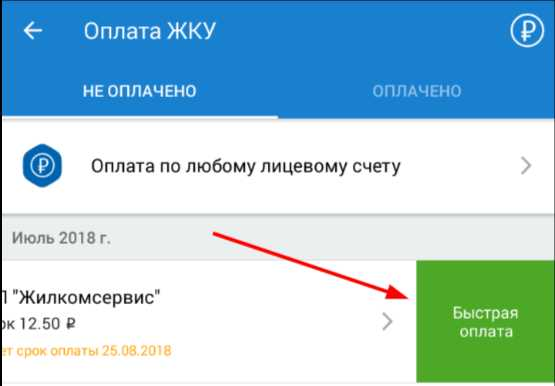 Оплата ЖКУ
НЕ ОПЛАЧЕНО ОПЛАЧЕНО
Оплата по любому лицевому счету
Июль 2018 г.
"Жилкомсервис"
12.50 ₽
срок оплаты 25.08.2018
Быстрая
оплата